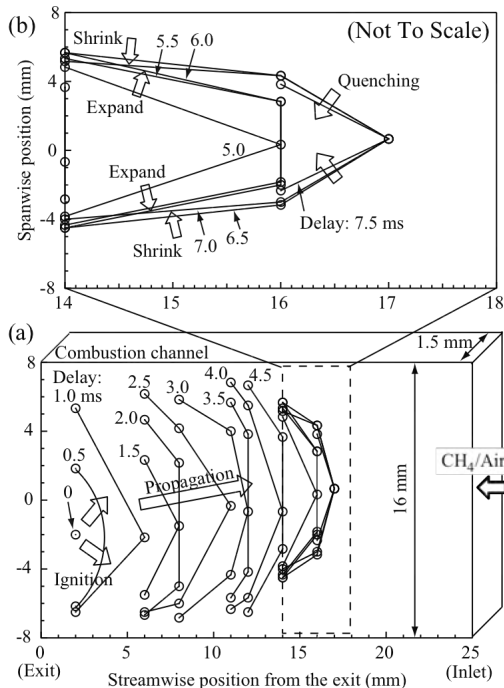 (b)
8
4
0
-4
-8
Spanwise position (mm)
(Not To Scale)
Shrink
5.5
6.0
Quenching
Expand
5.0
Expand
Delay: 7.5 ms
6.5
7.0
Shrink
14
15
16
17
18
(a)
1.5 mm
Combustion channel
Delay:
1.0 ms
2.5
3.0
4.0
4.5
3.5
2.0
1.5
0.5
0
Propagation
Ignition
16 mm
CH4/Air
8
4
0
-4
-8
0
5
10
15
20
25
(Exit)
(Inlet)
Streamwise position from the exit (mm)